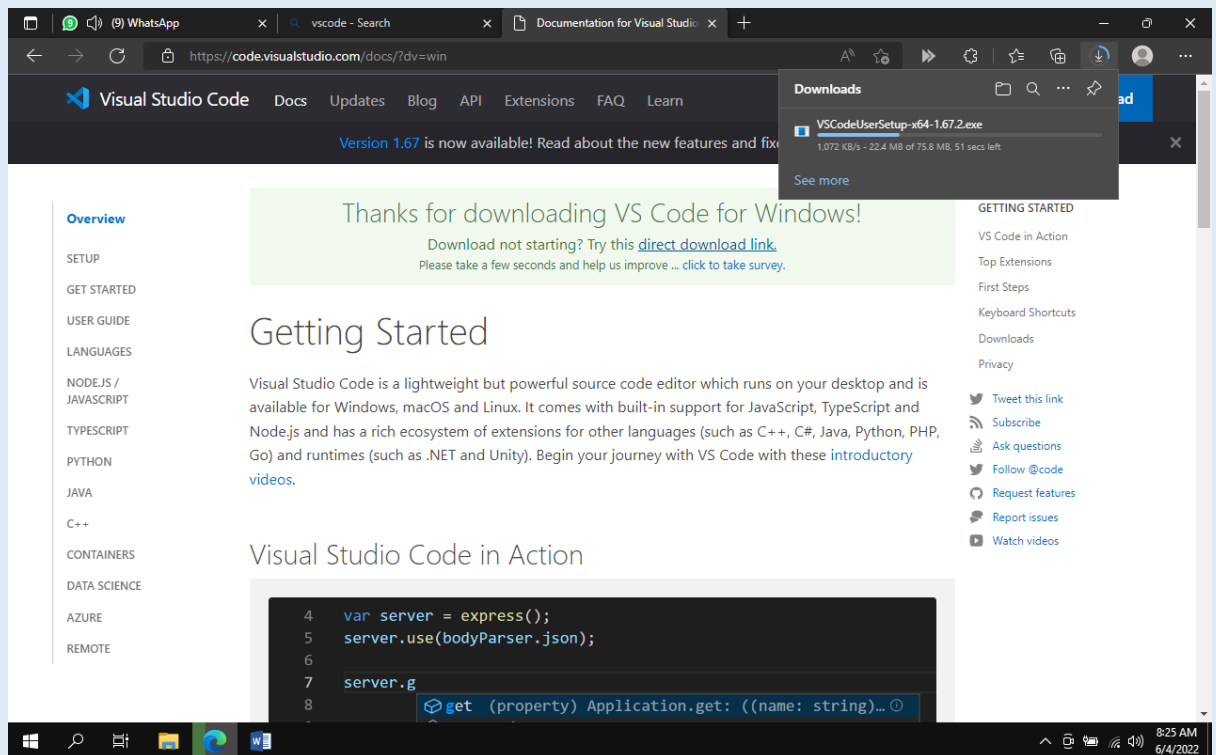 9 (9) WhatsApp
vscode - Search
Documentation for Visual Studio
https://code.visualstudio.com/docs/?dv=win
Visual Studio Code Docs Updates Blog API Extensions FAQ Learn
ad
Downloads
VSCodeUserSetup-x64-1.67.2.exe
1,072 KB/s - 22.4 MB of 75.8 MB, 51 secs left
See more
Version 1.67 is now available! Read about the new features and fixe
Overview
SETUP
GET STARTED
USER GUIDE
LANGUAGES
NODE.JS /
JAVASCRIPT
TYPESCRIPT
PYTHON
JAVA
C++
CONTAINERS
DATA SCIENCE
AZURE
REMOTE
Thanks for downloading VS Code for Windows!
Download not starting? Try this direct download link.
Please take a few seconds and help us improve ... click to take survey.
Getting Started
Visual Studio Code is a lightweight but powerful source code editor which runs on your desktop and is
available for Windows, macOS and Linux. It comes with built-in support for JavaScript, TypeScript and
Node.js and has a rich ecosystem of extensions for other languages (such as C++, C#, Java, Python, PHP,
Go) and runtimes (such as .NET and Unity). Begin your journey with VS Code with these introductory
videos.
Visual Studio Code in Action
4 var server = express();
5 server.use(bodyParser.json);
6
7 server.g
8 get (property) Application.get: ((name: string)…
GETTING STARTED
VS Code in Action
Top Extensions
First Steps
Keyboard Shortcuts
Downloads
Privacy
Tweet this link
Subscribe
Ask questions
Follow @code
Request features
Report issues
Watch videos
8:25 AM
6/4/2022